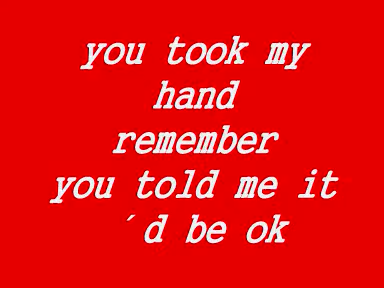 you took my
hand
remember
you told me it
´d be ok